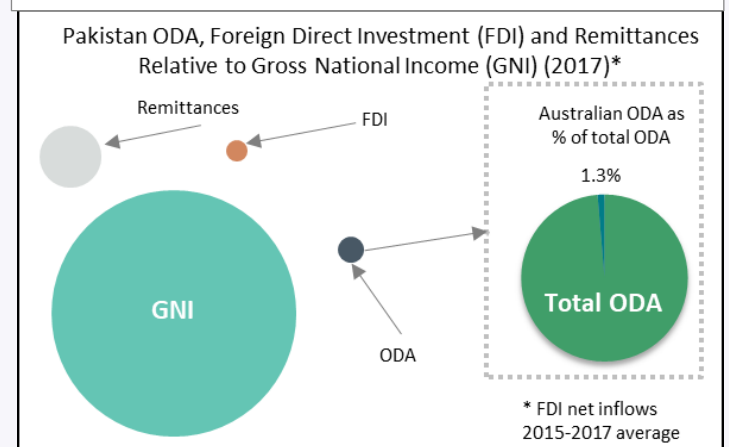 Pakistan ODA, Foreign Direct Investment (FDI) and Remittances
Relative to Gross National Income (GNI) (2017)*
Remittances
FDI
Australian ODA as
% of total ODA
1.3%
GNI
Total ODA
ODA
* FDI net inflows
2015-2017 average